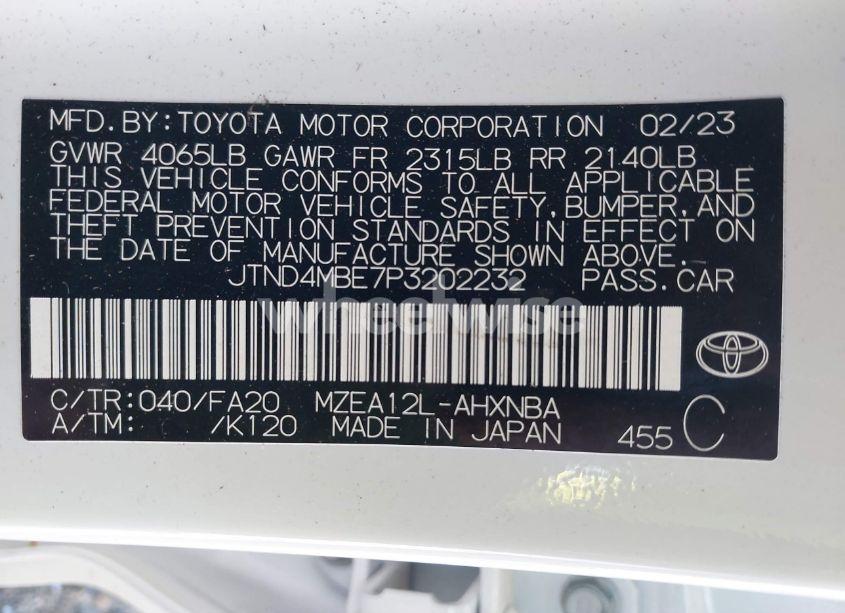 MFD.BY:TOYOTA MOTOR CORPORATION 02/23
GVWR 4065LB GAWR FR 2315LB RR 2140LB
THIS VEHICLE CONFORMS TO ALL APPLICABLE
FEDERAL MOTOR VEHICLE SAFETY, BUMPER, AND
THEFT PREVENTION STANDARDS IN EFFECT ON
THE DATE OF MANUFACTURE SHOWN ABOVE.
JTND4MBE7P3202232 PASS.CAR
wheelwise
C/TR:040/FA20 MZEA12L-AHXNBA
A/TM: /K120 MADE IN JAPAN 455 C